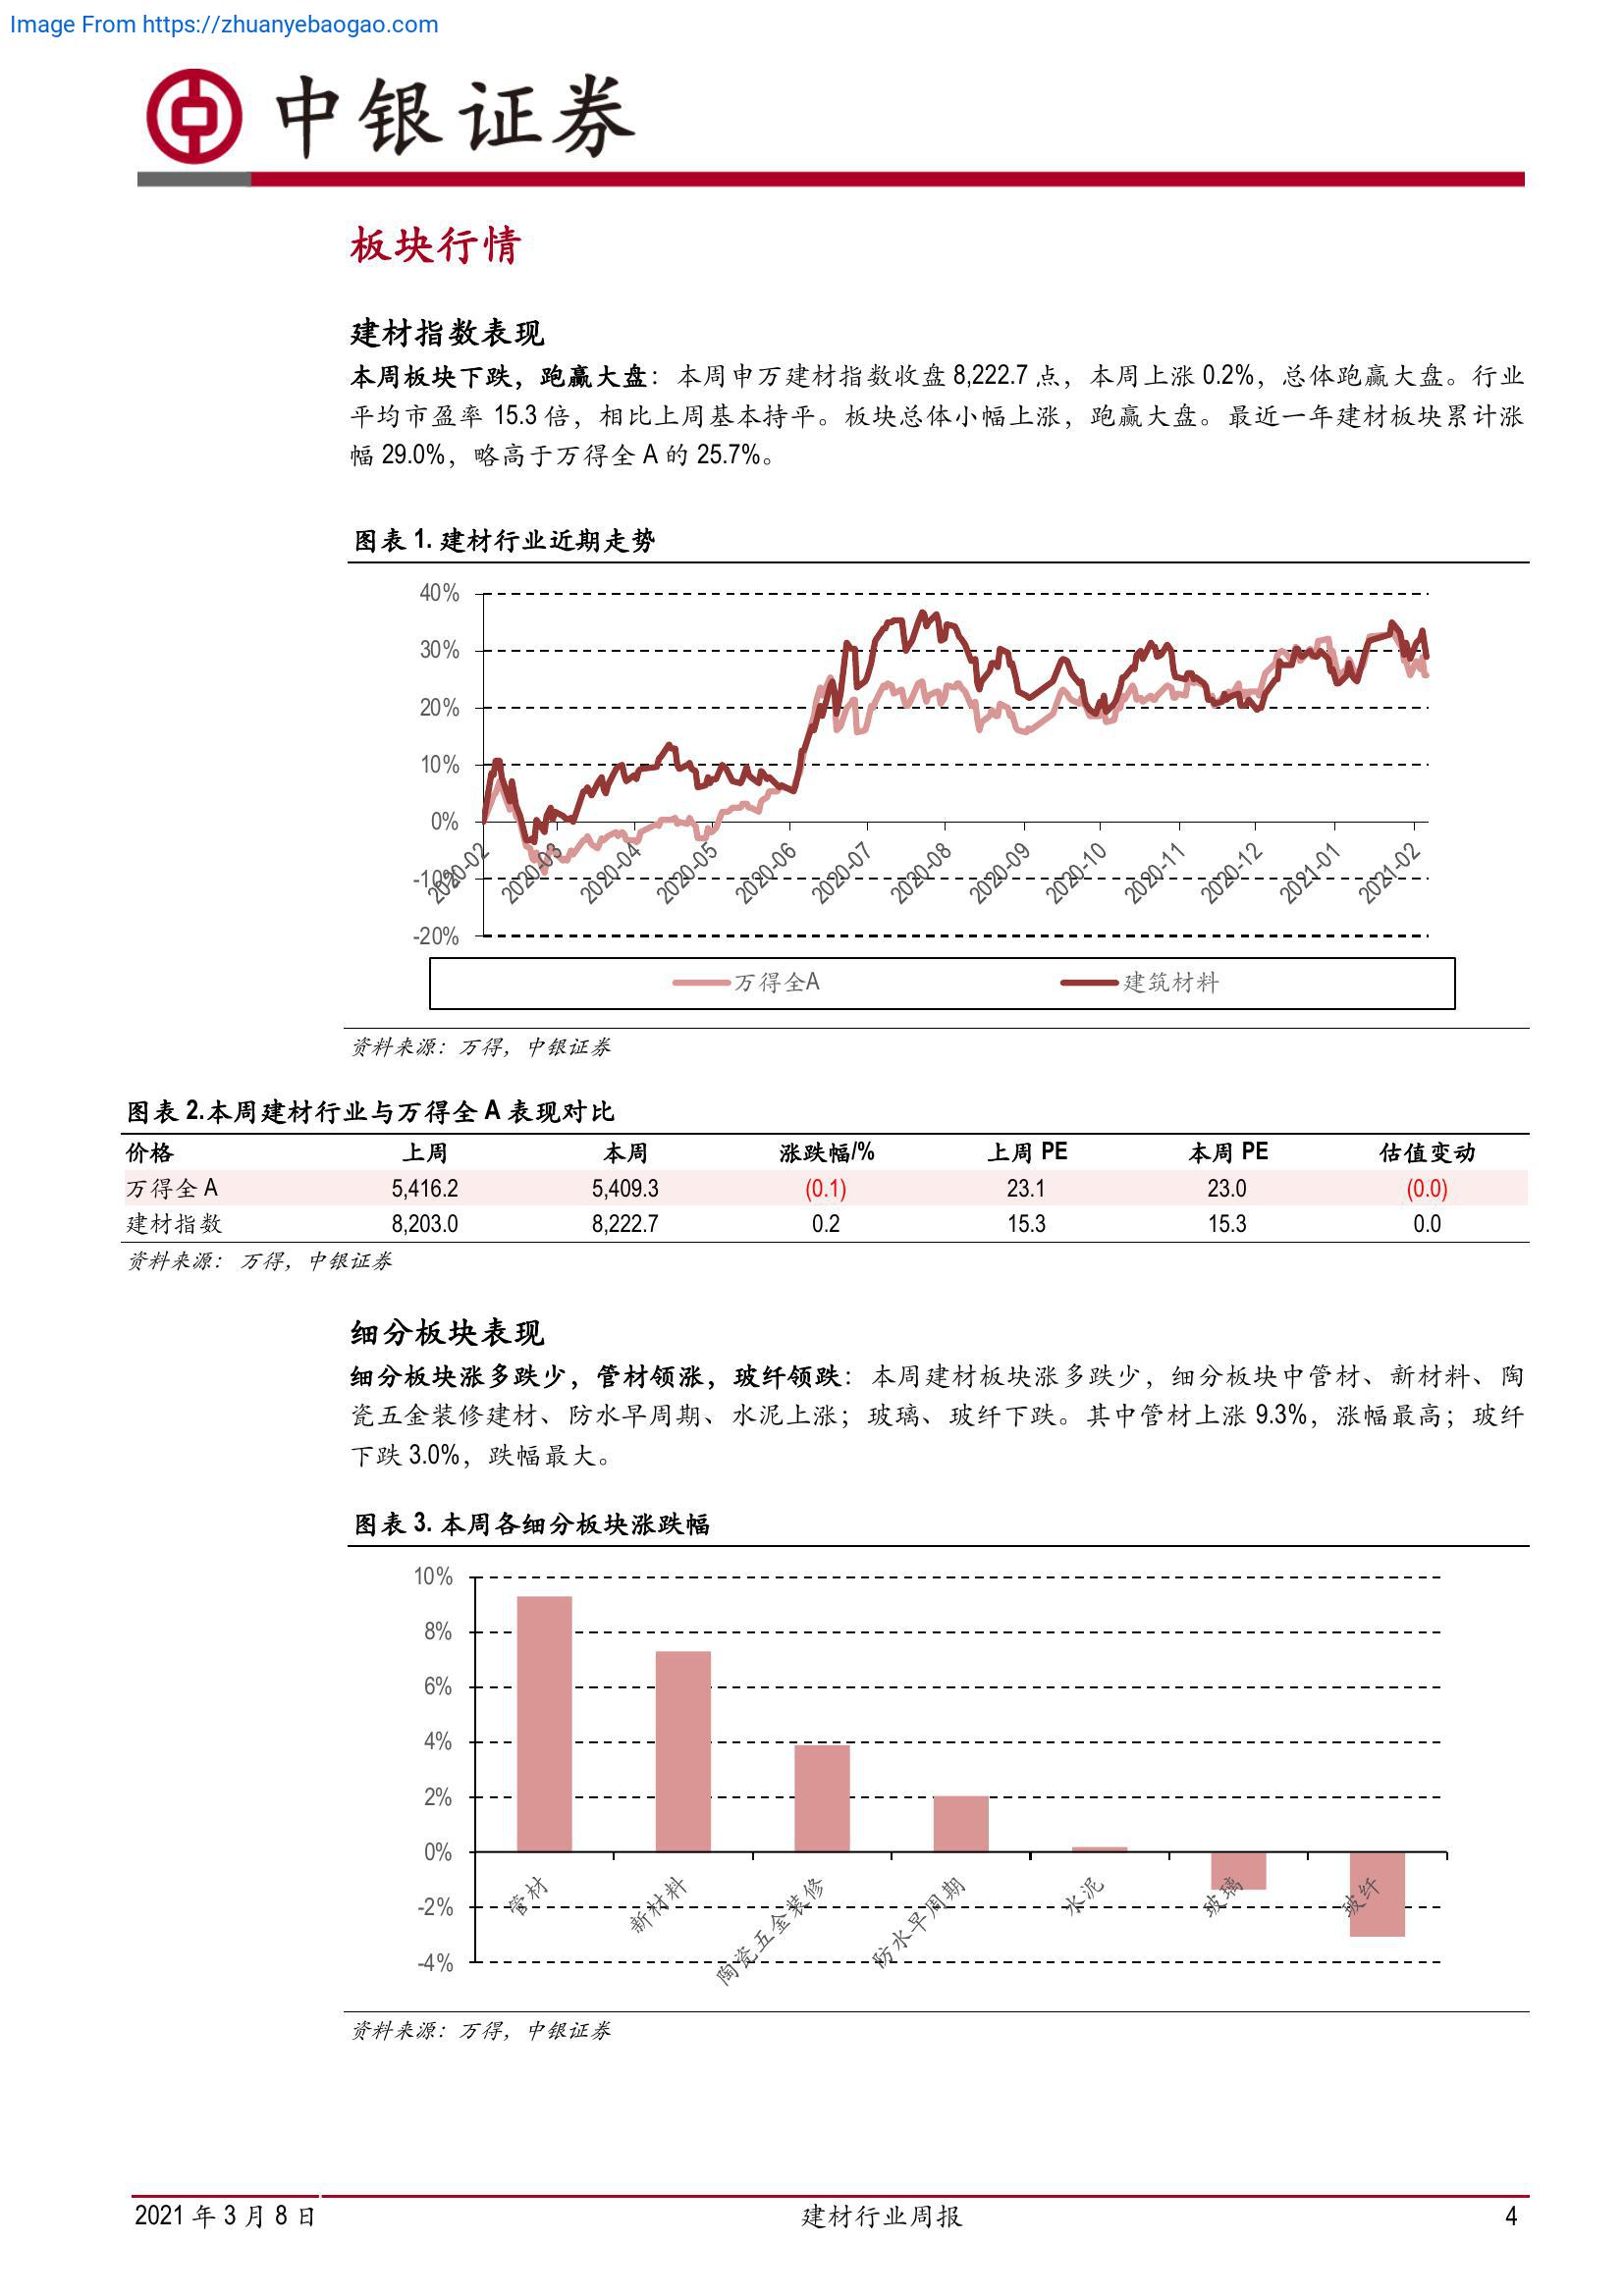 Image From https://zhuanyebaogao.com
中银证券
板块行情
建材指数表现
本周板块下跌，跑赢大盘：本周申万建材指数收盘 8,222.7 点，本周上涨 0.2%，总体跑赢大盘。行业
平均市盈率 15.3 倍，相比上周基本持平。板块总体小幅上涨，跑赢大盘。最近一年建材板块累计涨
幅 29.0%，略高于万得全 A 的 25.7%。
图表 1. 建材行业近期走势
40%
30%
20%
10%
0%
-10%
-20%
2020-02 2020-03 2020-04 2020-05 2020-06 2020-07 2020-08 2020-09 2020-10 2020-11 2020-12 2021-01 2021-02
万得全A 建筑材料
资料来源：万得，中银证券
图表 2.本周建材行业与万得全 A 表现对比
价格 上周 本周 涨跌幅/% 上周 PE 本周 PE 估值变动
万得全 A 5,416.2 5,409.3 (0.1) 23.1 23.0 (0.0)
建材指数 8,203.0 8,222.7 0.2 15.3 15.3 0.0
资料来源： 万得，中银证券
细分板块表现
细分板块涨多跌少，管材领涨，玻纤领跌：本周建材板块涨多跌少，细分板块中管材、新材料、陶
瓷五金装修建材、防水早周期、水泥上涨；玻璃、玻纤下跌。其中管材上涨 9.3%，涨幅最高；玻纤
下跌 3.0%，跌幅最大。
图表 3. 本周各细分板块涨跌幅
10%
8%
6%
4%
2%
0%
-2%
-4%
管材 新材料 陶瓷五金装修 防水早周期 水泥 玻璃 玻纤
资料来源：万得，中银证券
2021 年 3 月 8 日 建材行业周报 4